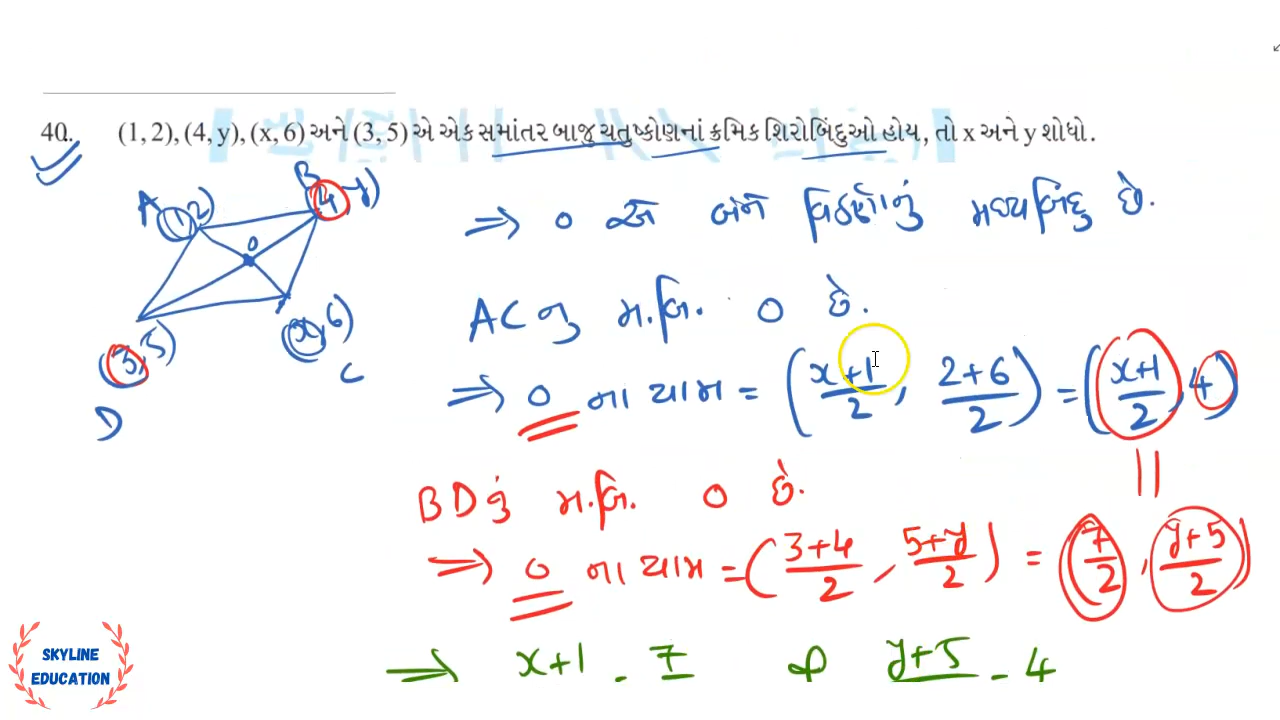 40. (1, 2), (4, y), (x, 6) અને (3, 5) એ એક સમાંતર બાજુ ચતુષ્કોણનાં ક્રમિક શિરોબિંદુઓ હોય, તો x અને y શોધો.
A (1, 2) B (4, y)
O
(3, 5) (x, 6)
D C
⇒ O એ બંને વિકર્ણોનું મધ્યબિંદુ છે.
ACનું મ.બિ. O છે.
⇒ O ના યામ = (x+1/2, 2+6/2) = (x+1/2, 4)
||
BDનું મ.બિ. O છે.
⇒ O ના યામ = (3+4/2, 5+y/2) = (7/2, y+5/2)
⇒ x+1 = 7 & y+5 = 4
SKYLINE
EDUCATION